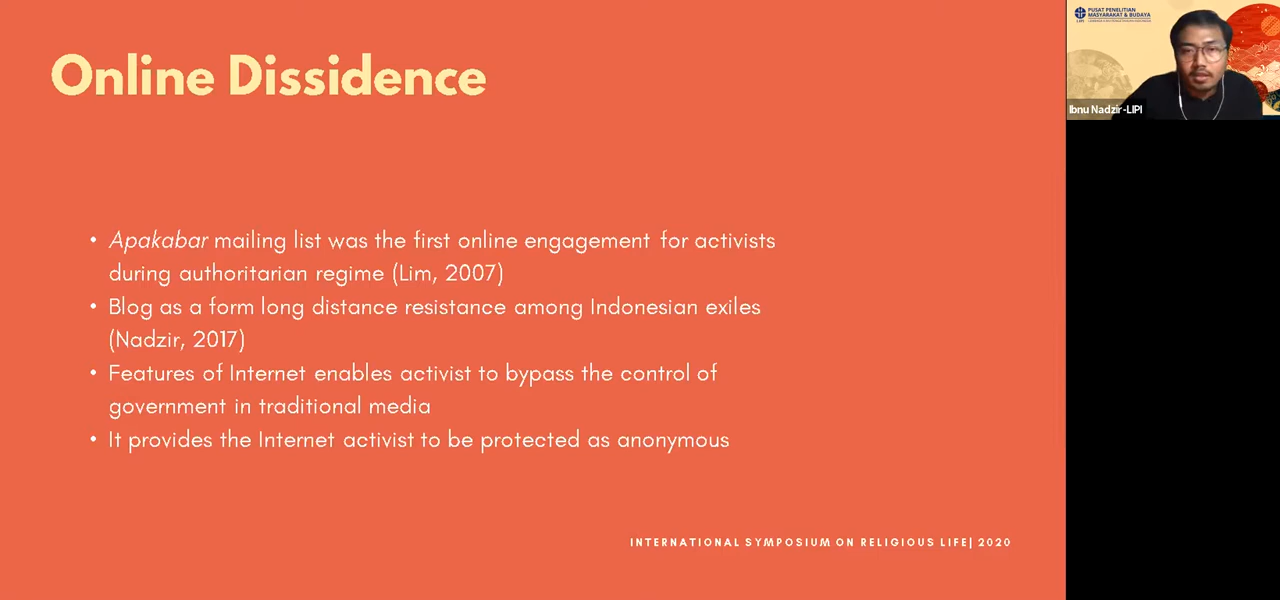 Online Dissidence
• Apakabar mailing list was the first online engagement for activists
during authoritarian regime (Lim, 2007)
• Blog as a form long distance resistance among Indonesian exiles
(Nadzir, 2017)
• Features of Internet enables activist to bypass the control of
government in traditional media
• It provides the Internet activist to be protected as anonymous
INTERNATIONAL SYMPOSIUM ON RELIGIOUS LIFE| 2020
PUSAT PENELITIAN
MASYARAKAT & BUDAYA
LIPI
Ibnu Nadzir-LIPI